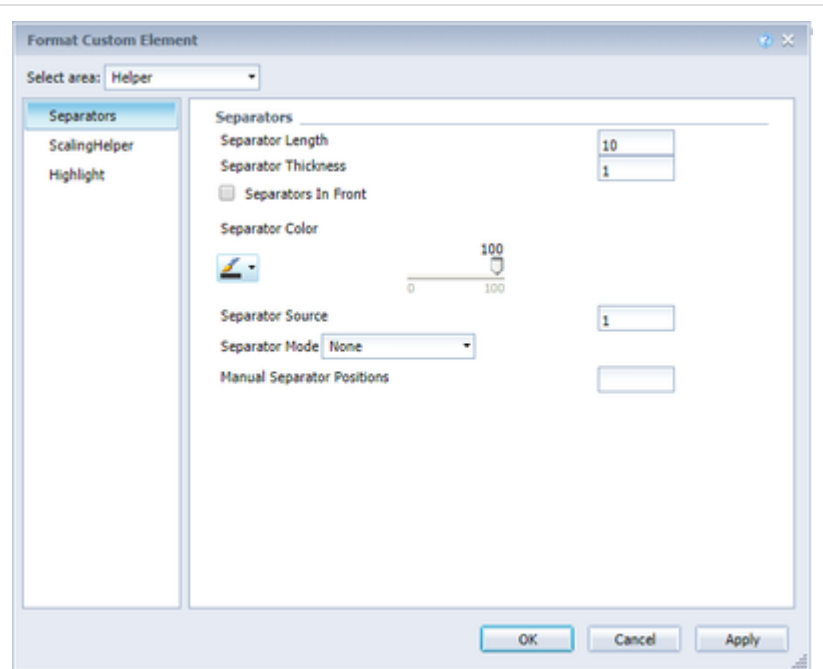 Format Custom Element
Select area: Helper
Separators
ScalingHelper
Highlight
Separators
Separator Length 10
Separator Thickness 1
Separators In Front
Separator Color
100
0 100
Separator Source 1
Separator Mode None
Manual Separator Positions
OK Cancel Apply